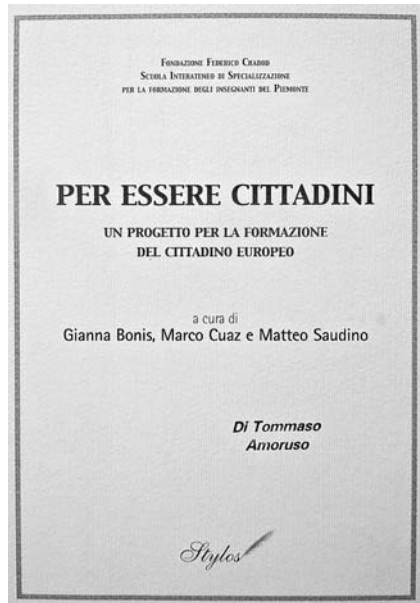 FONDAZIONE FEDERICO CHABOD
SCUOLA INTERATENEO DI SPECIALIZZAZIONE
PER LA FORMAZIONE DEGLI INSEGNANTI DEL PIEMONTE
PER ESSERE CITTADINI
UN PROGETTO PER LA FORMAZIONE
DEL CITTADINO EUROPEO
a cura di
Gianna Bonis, Marco Cuaz e Matteo Saudino
Di Tommaso
Amoruso
Stylos